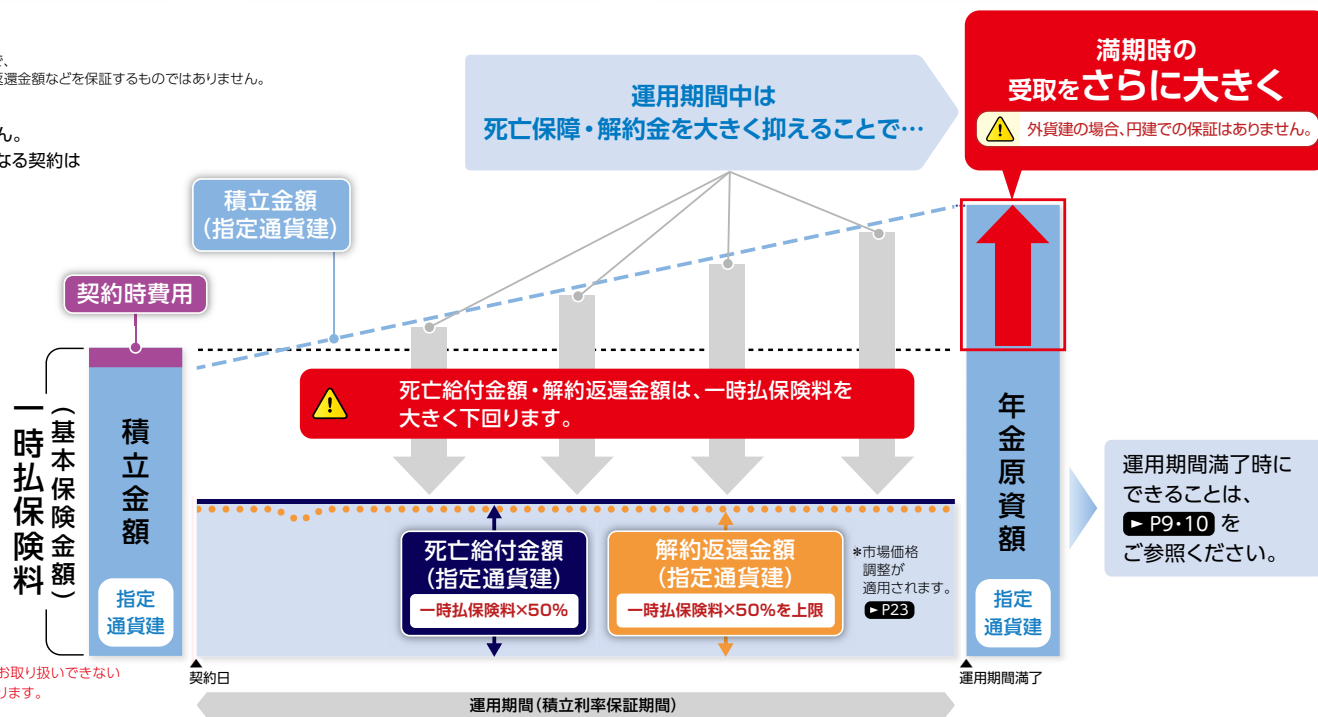 で、
返還金額などを保証するものではありません。
ん。
なる契約は
運用期間中は
死亡保障・解約金を大きく抑えることで…
満期時の
受取をさらに大きく
外貨建の場合、円建での保証はありません。
積立金額
(指定通貨建)
契約時費用
一時払保険料
(基本保険金額)
積立金額
指定
通貨建
死亡給付金額・解約返還金額は、一時払保険料を
大きく下回ります。
死亡給付金額
(指定通貨建)
一時払保険料×50%
解約返還金額
(指定通貨建)
一時払保険料×50%を上限
*市場価格
調整が
適用されます。
►P23
年金原資額
指定
通貨建
運用期間満了時に
できることは、
►P9・10 を
ご参照ください。
お取り扱いできない
ります。
▲
契約日
▲
運用期間満了
運用期間(積立利率保証期間)